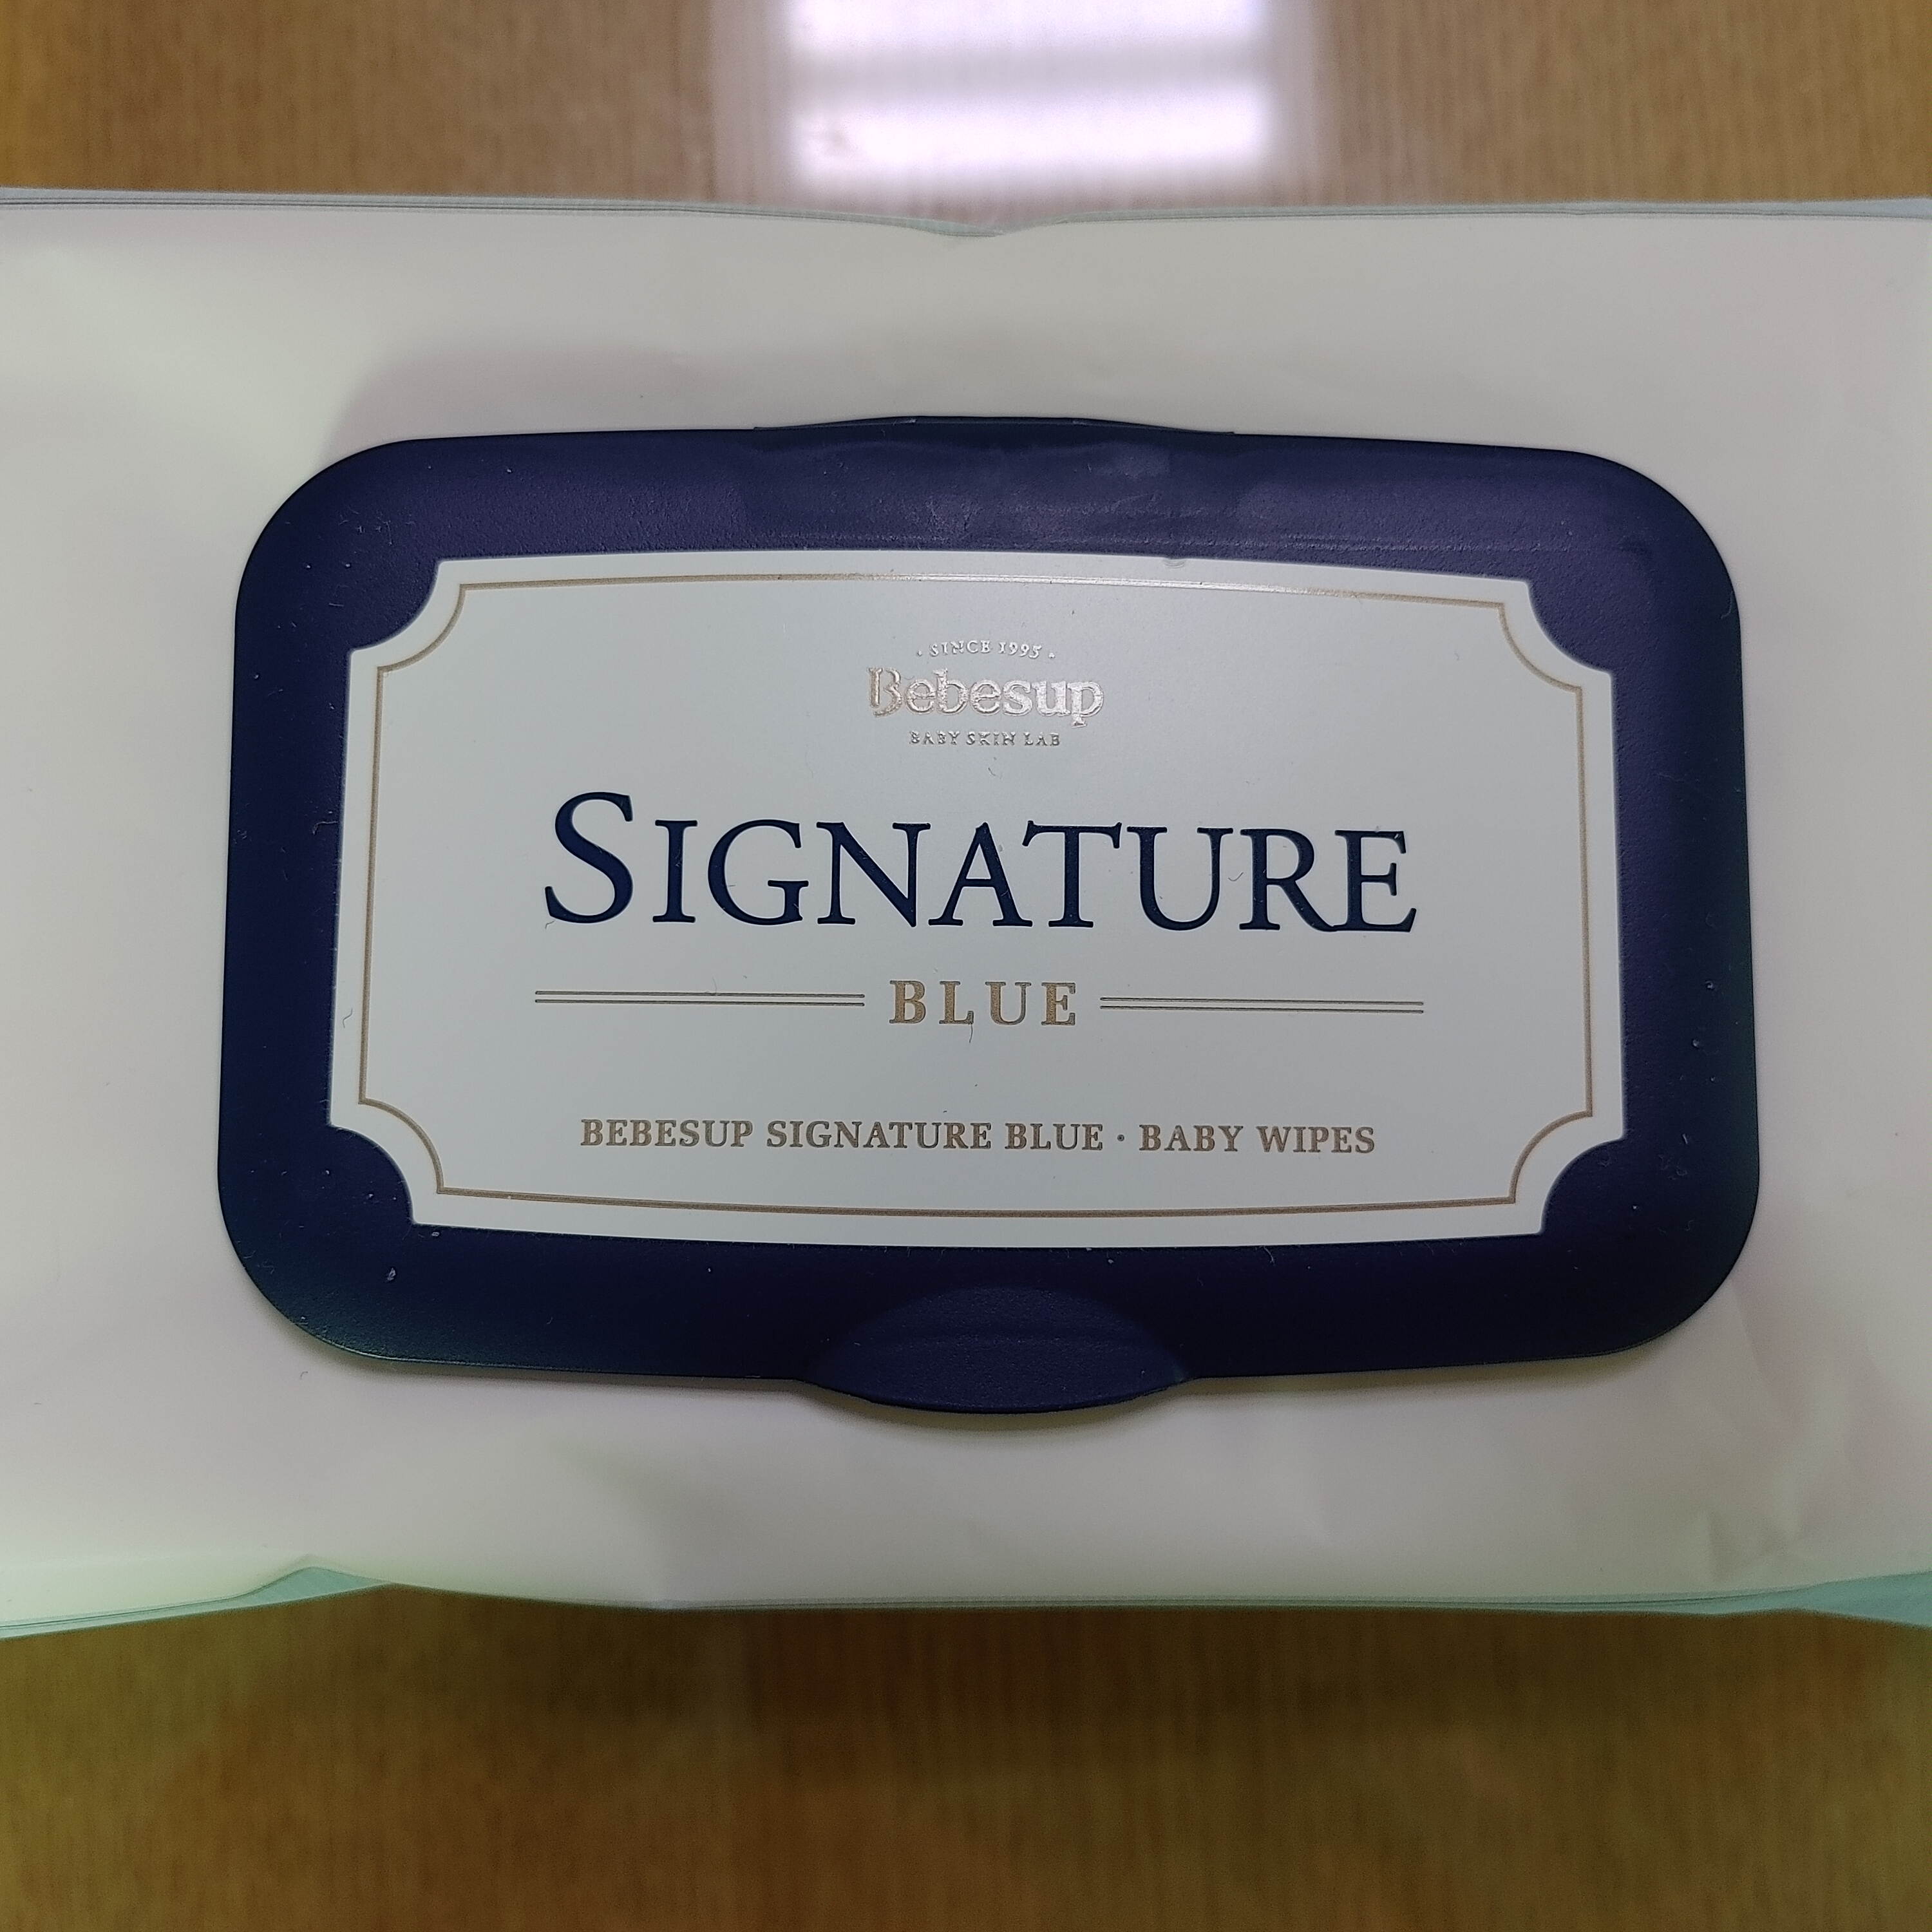 SINCE 1995
Bebesup
BABY SKIN LAB
SIGNATURE
BLUE
BEBESUP SIGNATURE BLUE · BABY WIPES